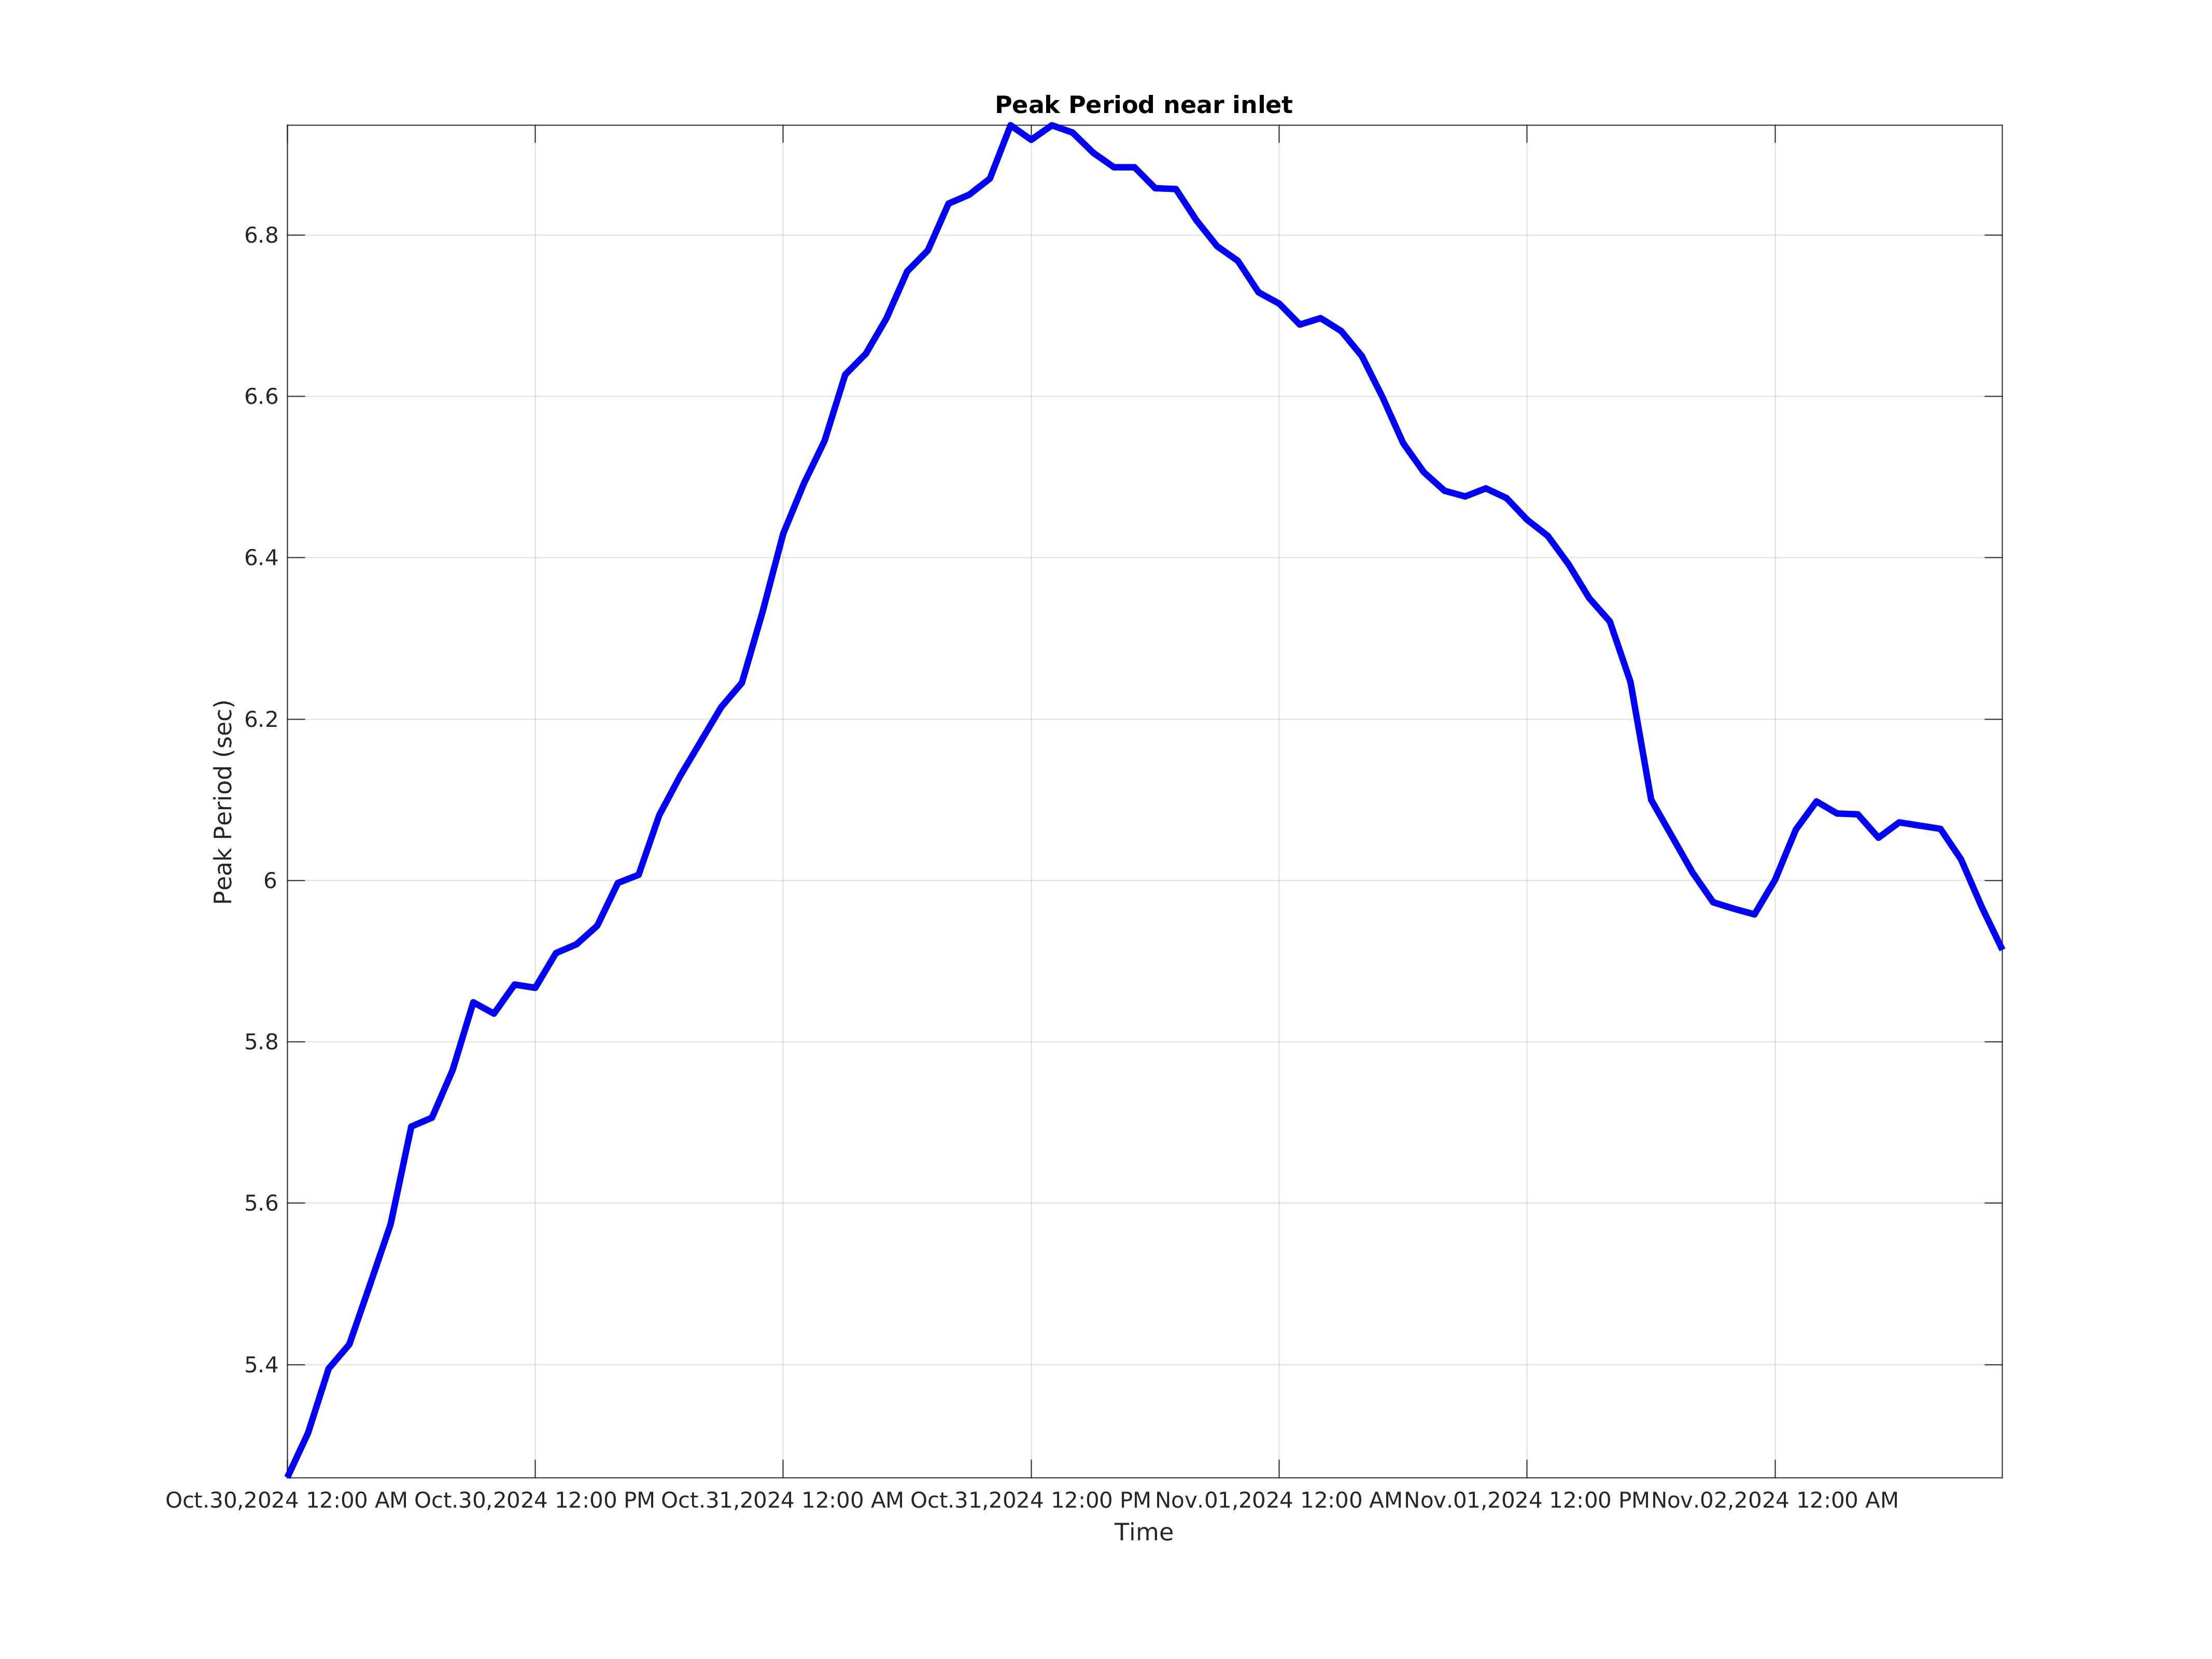 Peak Period near inlet
Peak Period (sec)
6.8
6.6
6.4
6.2
6
5.8
5.6
5.4
Oct.30,2024 12:00 AM Oct.30,2024 12:00 PM Oct.31,2024 12:00 AM Oct.31,2024 12:00 PM Nov.01,2024 12:00 AM Nov.01,2024 12:00 PM Nov.02,2024 12:00 AM
Time